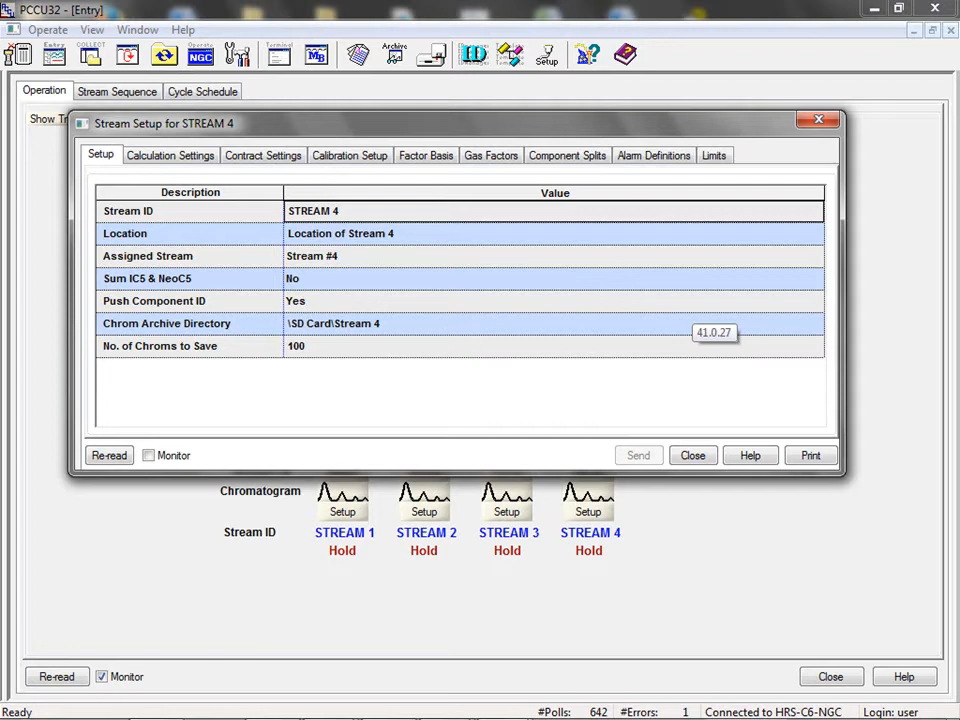 PCCU32 - [Entry]
Operate View Window Help
Entry COLLECT Operate NGC Terminal MB Archive Setup
Operation Stream Sequence Cycle Schedule
Show Tr
Stream Setup for STREAM 4
Setup Calculation Settings Contract Settings Calibration Setup Factor Basis Gas Factors Component Splits Alarm Definitions Limits
Description Value
Stream ID STREAM 4
Location Location of Stream 4
Assigned Stream Stream #4
Sum IC5 & NeoC5 No
Push Component ID Yes
Chrom Archive Directory \SD Card\Stream 4
41.0.27
No. of Chroms to Save 100
Re-read Monitor Send Close Help Print
Chromatogram Setup Setup Setup Setup
Stream ID STREAM 1 STREAM 2 STREAM 3 STREAM 4
Hold Hold Hold Hold
Re-read Monitor Close Help
Ready #Polls: 642 #Errors: 1 Connected to HRS-C6-NGC Login: user